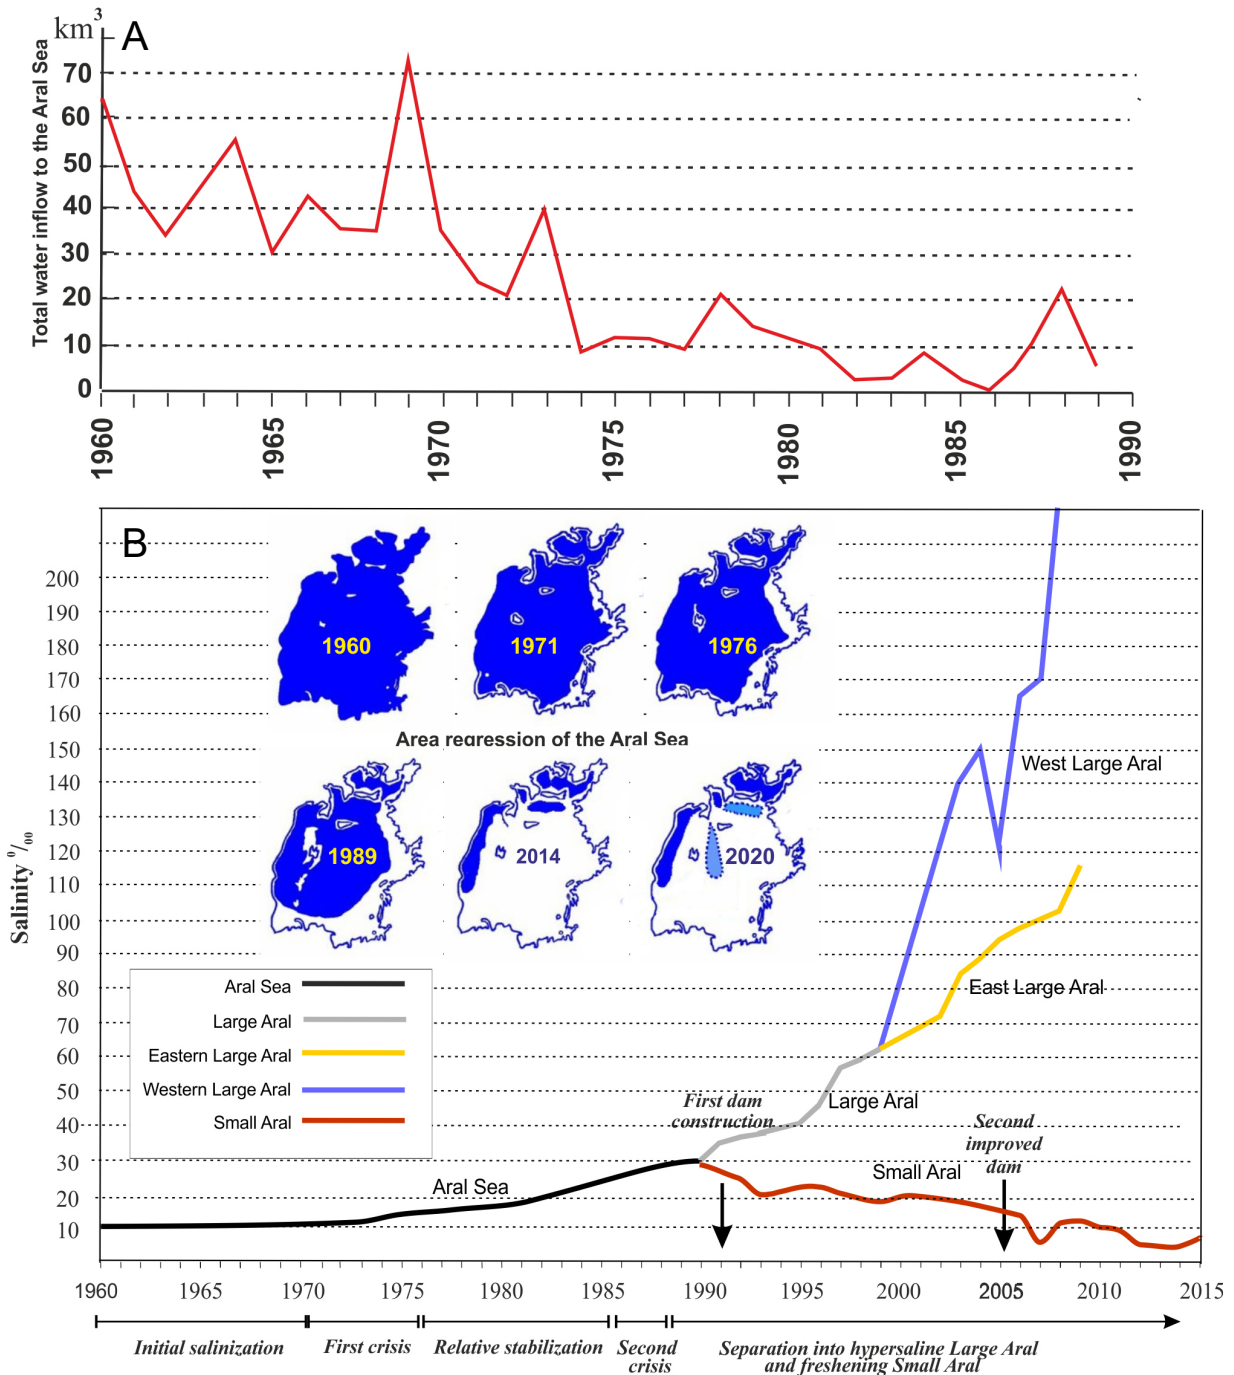 km³
A
Total water inflow to the Aral Sea
70
60
50
40
30
20
10
0
1960 1965 1970 1975 1980 1985 1990
B
Salinity ⁰/₀₀
200
190
180
170
160
150
140
130
120
110
100
90
80
70
60
50
40
30
20
10
1960 1971 1976
Area regression of the Aral Sea
1989 2014 2020
West Large Aral
East Large Aral
Aral Sea
Large Aral
Eastern Large Aral
Western Large Aral
Small Aral
First dam
construction
Large Aral
Second
improved
dam
Small Aral
Aral Sea
1960 1965 1970 1975 1980 1985 1990 1995 2000 2005 2010 2015
Initial salinization
First crisis
Relative stabilization
Second
crisis
Separation into hypersaline Large Aral
and freshening Small Aral